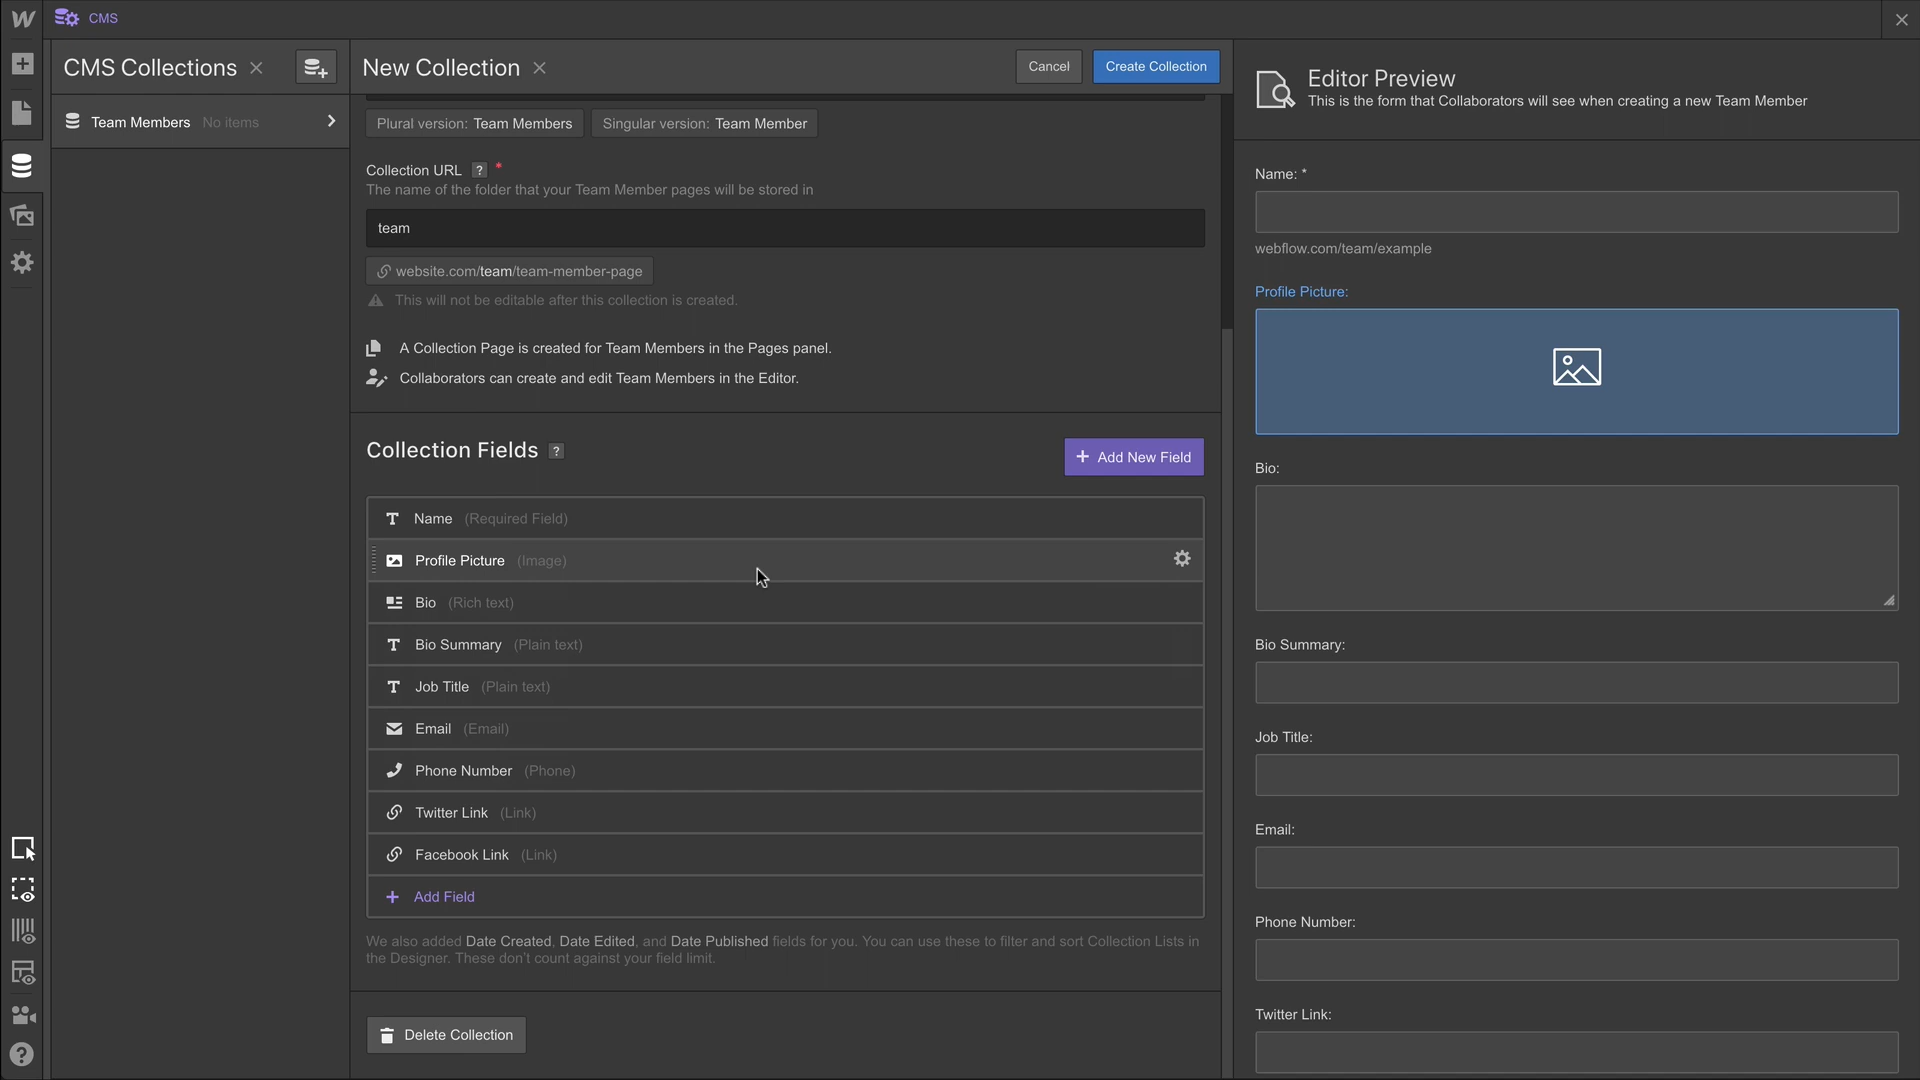 CMS
CMS Collections
Team Members No items
New Collection
Cancel
Create Collection
Plural version: Team Members
Singular version: Team Member
Collection URL ? *
The name of the folder that your Team Member pages will be stored in
team
website.com/team/team-member-page
This will not be editable after this collection is created.
A Collection Page is created for Team Members in the Pages panel.
Collaborators can create and edit Team Members in the Editor.
Collection Fields ?
+ Add New Field
Name (Required Field)
Profile Picture (Image)
Bio (Rich text)
Bio Summary (Plain text)
Job Title (Plain text)
Email (Email)
Phone Number (Phone)
Twitter Link (Link)
Facebook Link (Link)
+ Add Field
We also added Date Created, Date Edited, and Date Published fields for you. You can use these to filter and sort Collection Lists in
the Designer. These don't count against your field limit.
Delete Collection
Editor Preview
This is the form that Collaborators will see when creating a new Team Member
Name: *
webflow.com/team/example
Profile Picture:
Bio:
Bio Summary:
Job Title:
Email:
Phone Number:
Twitter Link: